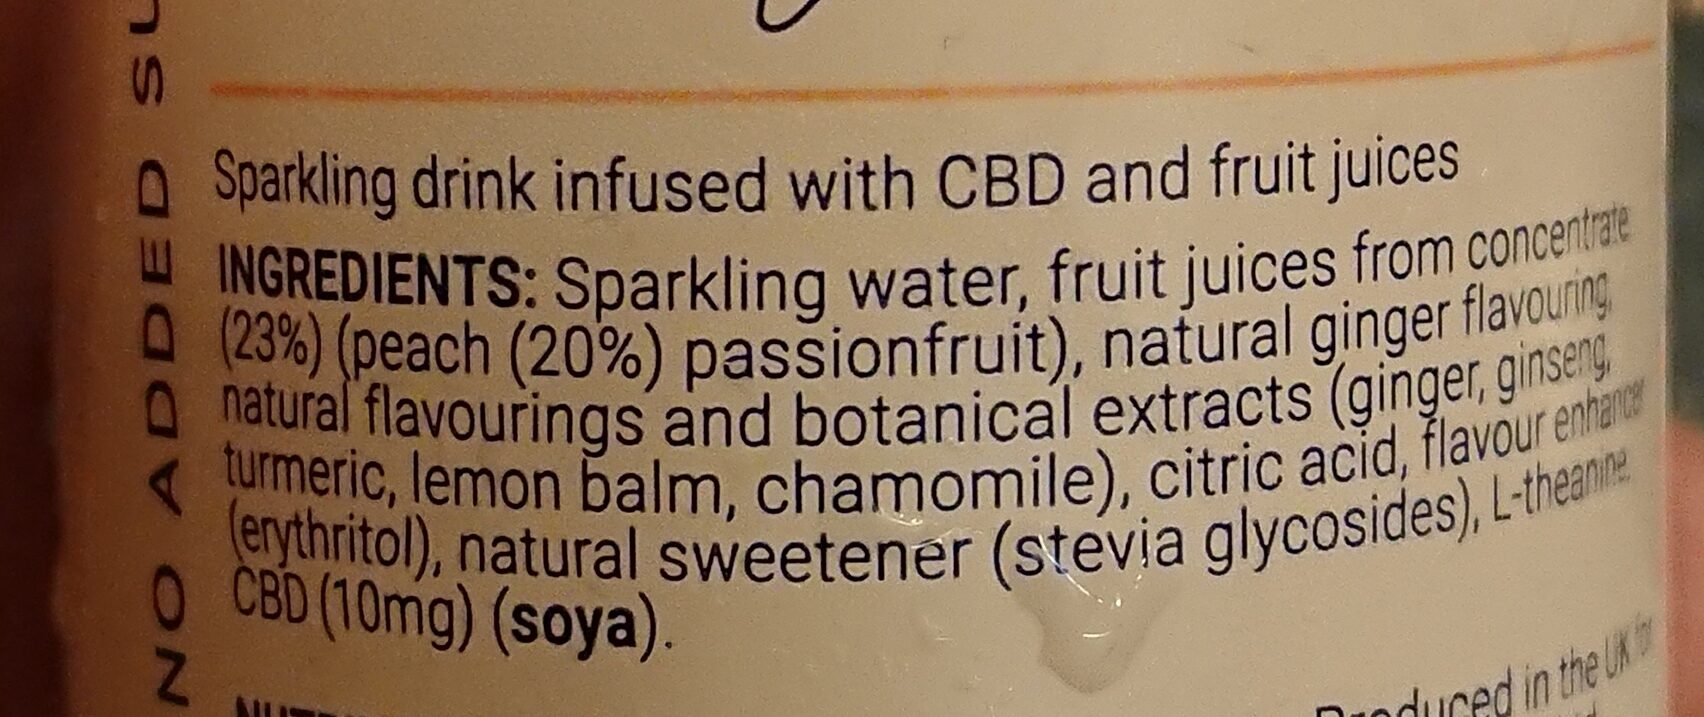 NO ADDED SU
Sparkling drink infused with CBD and fruit juices
INGREDIENTS: Sparkling water, fruit juices from concentrate
(23%) (peach (20%) passionfruit), natural ginger flavouring,
natural flavourings and botanical extracts (ginger, ginseng,
turmeric, lemon balm, chamomile), citric acid, flavour enhancer
(erythritol), natural sweetener (stevia glycosides), L-theanine,
CBD (10mg) (soya).
Produced in the UK for